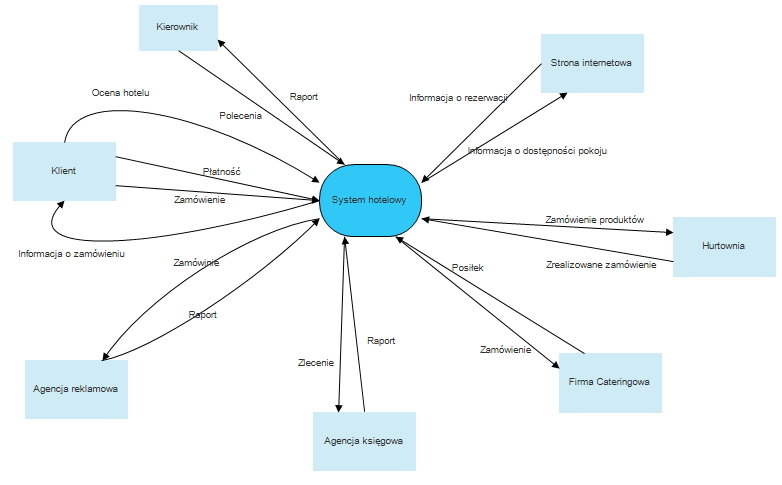 Kierownik
Strona internetowa
Ocena hotelu
Raport
Informacja o rezerwacji
Polecenia
Informacja o dostępności pokoju
Klient
Płatność
Zamówienie
System hotelowy
Zamówienie produktów
Hurtownia
Informacja o zamówieniu
Zamówinie
Posiłek
Zrealizowane zamówienie
Raport
Raport
Zamówienie
Zlecenie
Agencja reklamowa
Firma Cateringowa
Agencja księgowa